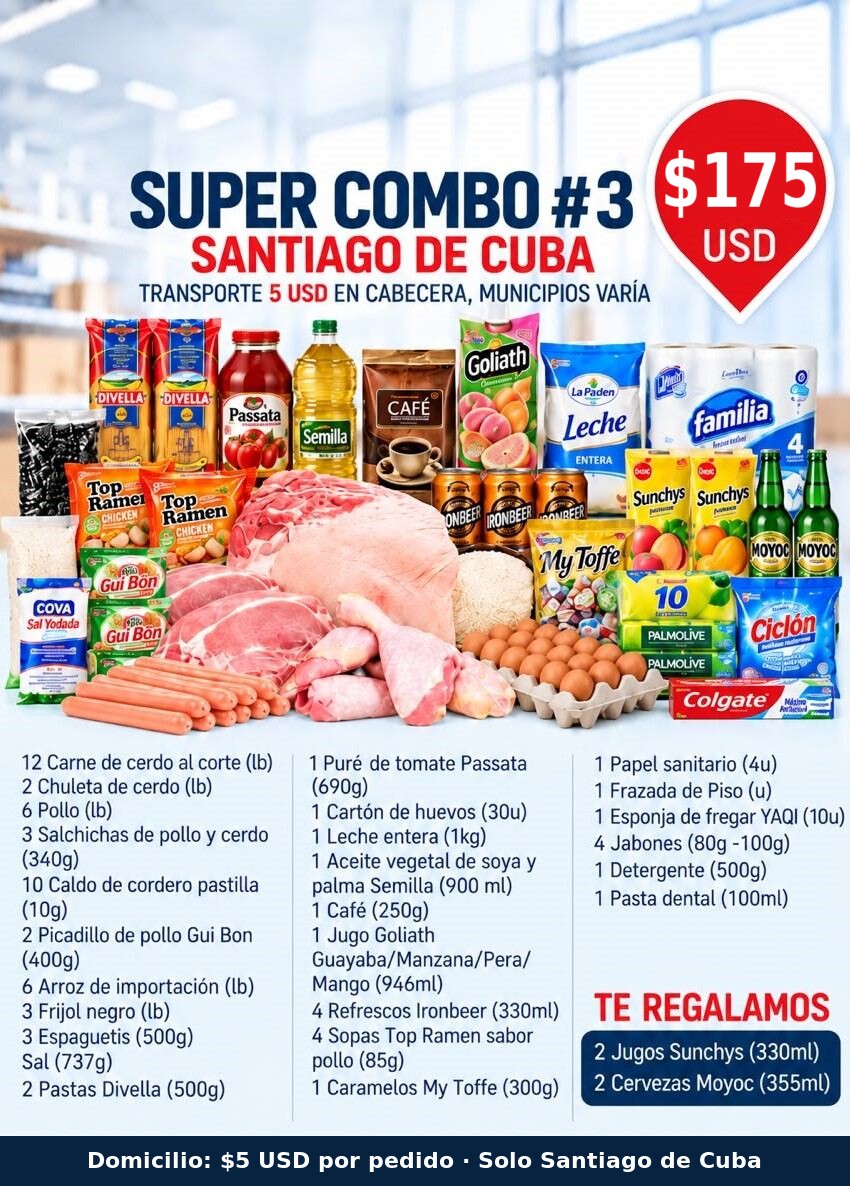 SUPER COMBO #3
$175
USD
SANTIAGO DE CUBA
TRANSPORTE 5 USD EN CABECERA, MUNICIPIOS VARÍA
DIVELLA
DIVELLA
Passata
Semilla
CAFÉ
Goliath
La Paden
Leche
ENTERA
familia
4
Top
Ramen
CHICKEN
Top
Ramen
CHICKEN
IRONBEER
IRONBEER
IRONBEER
Sunchys
Sunchys
MOYOC
MOYOC
My Toffe
Gui Bon
Gui Bon
COVA
Sal Yodada
10
PALMOLIVE
PALMOLIVE
Ciclón
Colgate
12 Carne de cerdo al corte (lb)
2 Chuleta de cerdo (lb)
6 Pollo (lb)
3 Salchichas de pollo y cerdo
(340g)
10 Caldo de cordero pastilla
(10g)
2 Picadillo de pollo Gui Bon
(400g)
6 Arroz de importación (lb)
3 Frijol negro (lb)
3 Espaguetis (500g)
Sal (737g)
2 Pastas Divella (500g)
1 Puré de tomate Passata
(690g)
1 Cartón de huevos (30u)
1 Leche entera (1kg)
1 Aceite vegetal de soya y
palma Semilla (900 ml)
1 Café (250g)
1 Jugo Goliath
Guayaba/Manzana/Pera/
Mango (946ml)
4 Refrescos Ironbeer (330ml)
4 Sopas Top Ramen sabor
pollo (85g)
1 Caramelos My Toffe (300g)
1 Papel sanitario (4u)
1 Frazada de Piso (u)
1 Esponja de fregar YAQI (10u)
4 Jabones (80g -100g)
1 Detergente (500g)
1 Pasta dental (100ml)
TE REGALAMOS
2 Jugos Sunchys (330ml)
2 Cervezas Moyoc (355ml)
Domicilio: $5 USD por pedido · Solo Santiago de Cuba